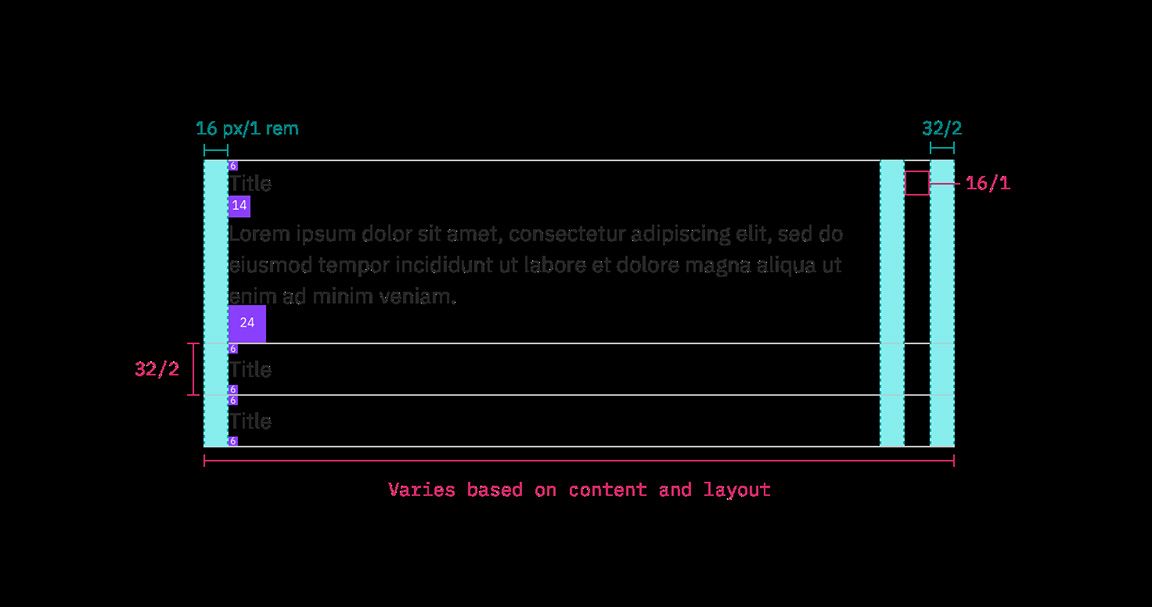 16 px/1 rem
32/2
6
Title
16/1
14
Lorem ipsum dolor sit amet, consectetur adipiscing elit, sed do
eiusmod tempor incididunt ut labore et dolore magna aliqua ut
enim ad minim veniam.
24
6
32/2
Title
6
6
Title
6
Varies based on content and layout